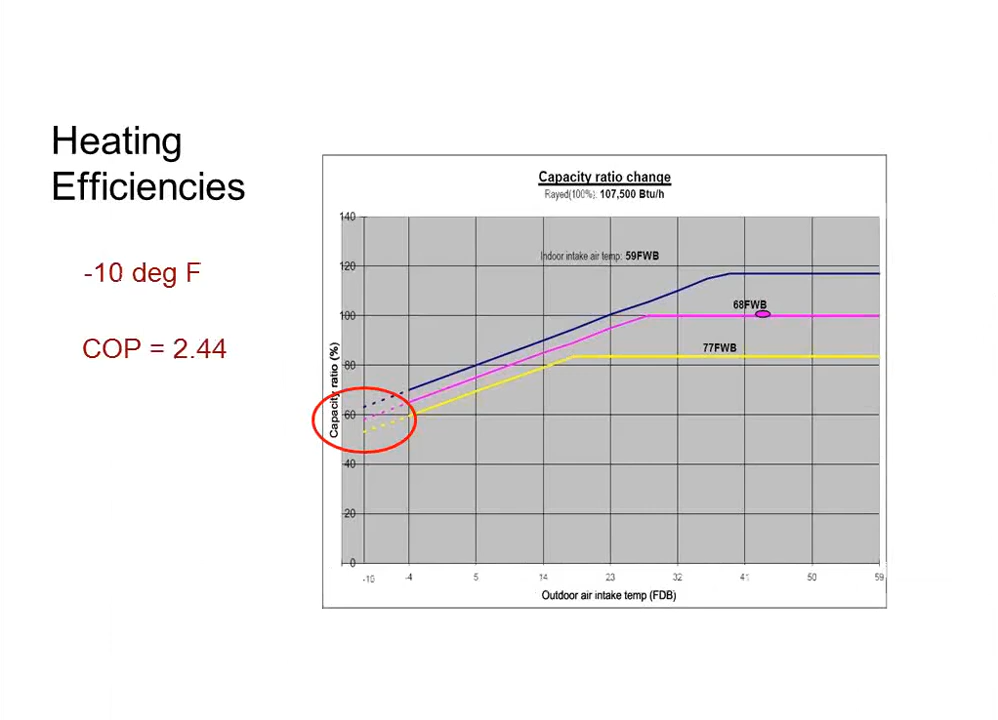 Heating
Efficiencies
-10 deg F
COP = 2.44
Capacity ratio change
Rayed(100%): 107,500 Btu/h
Indoor intake air temp: 59FWB
68FWB
77FWB
Capacity ratio (%)
140
120
100
80
60
40
20
0
-10 -4 5 14 23 32 41 50 59
Outdoor air intake temp (FDB)